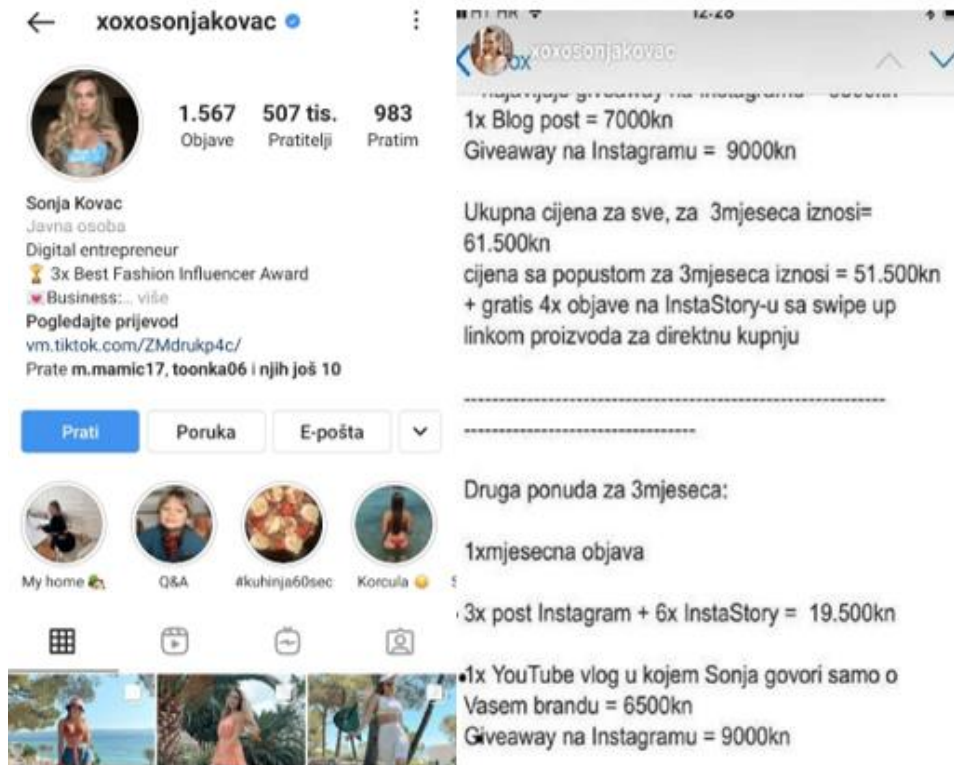 xoxosonjakovac
1.567 507 tis. 983
Objave Pratitelji Pratim
Sonja Kovac
Javna osoba
Digital entrepreneur
🏆 3x Best Fashion Influencer Award
💓Business:... više
Pogledajte prijevod
vm.tiktok.com/ZMdrukp4c/
Prate m.mamic17, toonka06 i njih još 10
Prati Poruka E-pošta
My home Q&A #kuhinja60sec Korcula
12:28
xoxosonjakovac
1x Blog post = 7000kn
Giveaway na Instagramu = 9000kn
Ukupna cijena za sve, za 3mjeseca iznosi=
61.500kn
cijena sa popustom za 3mjeseca iznosi = 51.500kn
+ gratis 4x objave na InstaStory-u sa swipe up
linkom proizvoda za direktnu kupnju
----------------------------------------------------------------
-----------------------------------
Druga ponuda za 3mjeseca:
1xmjesecna objava
3x post Instagram + 6x InstaStory = 19.500kn
1x YouTube vlog u kojem Sonja govori samo o
Vasem brandu = 6500kn
Giveaway na Instagramu = 9000kn